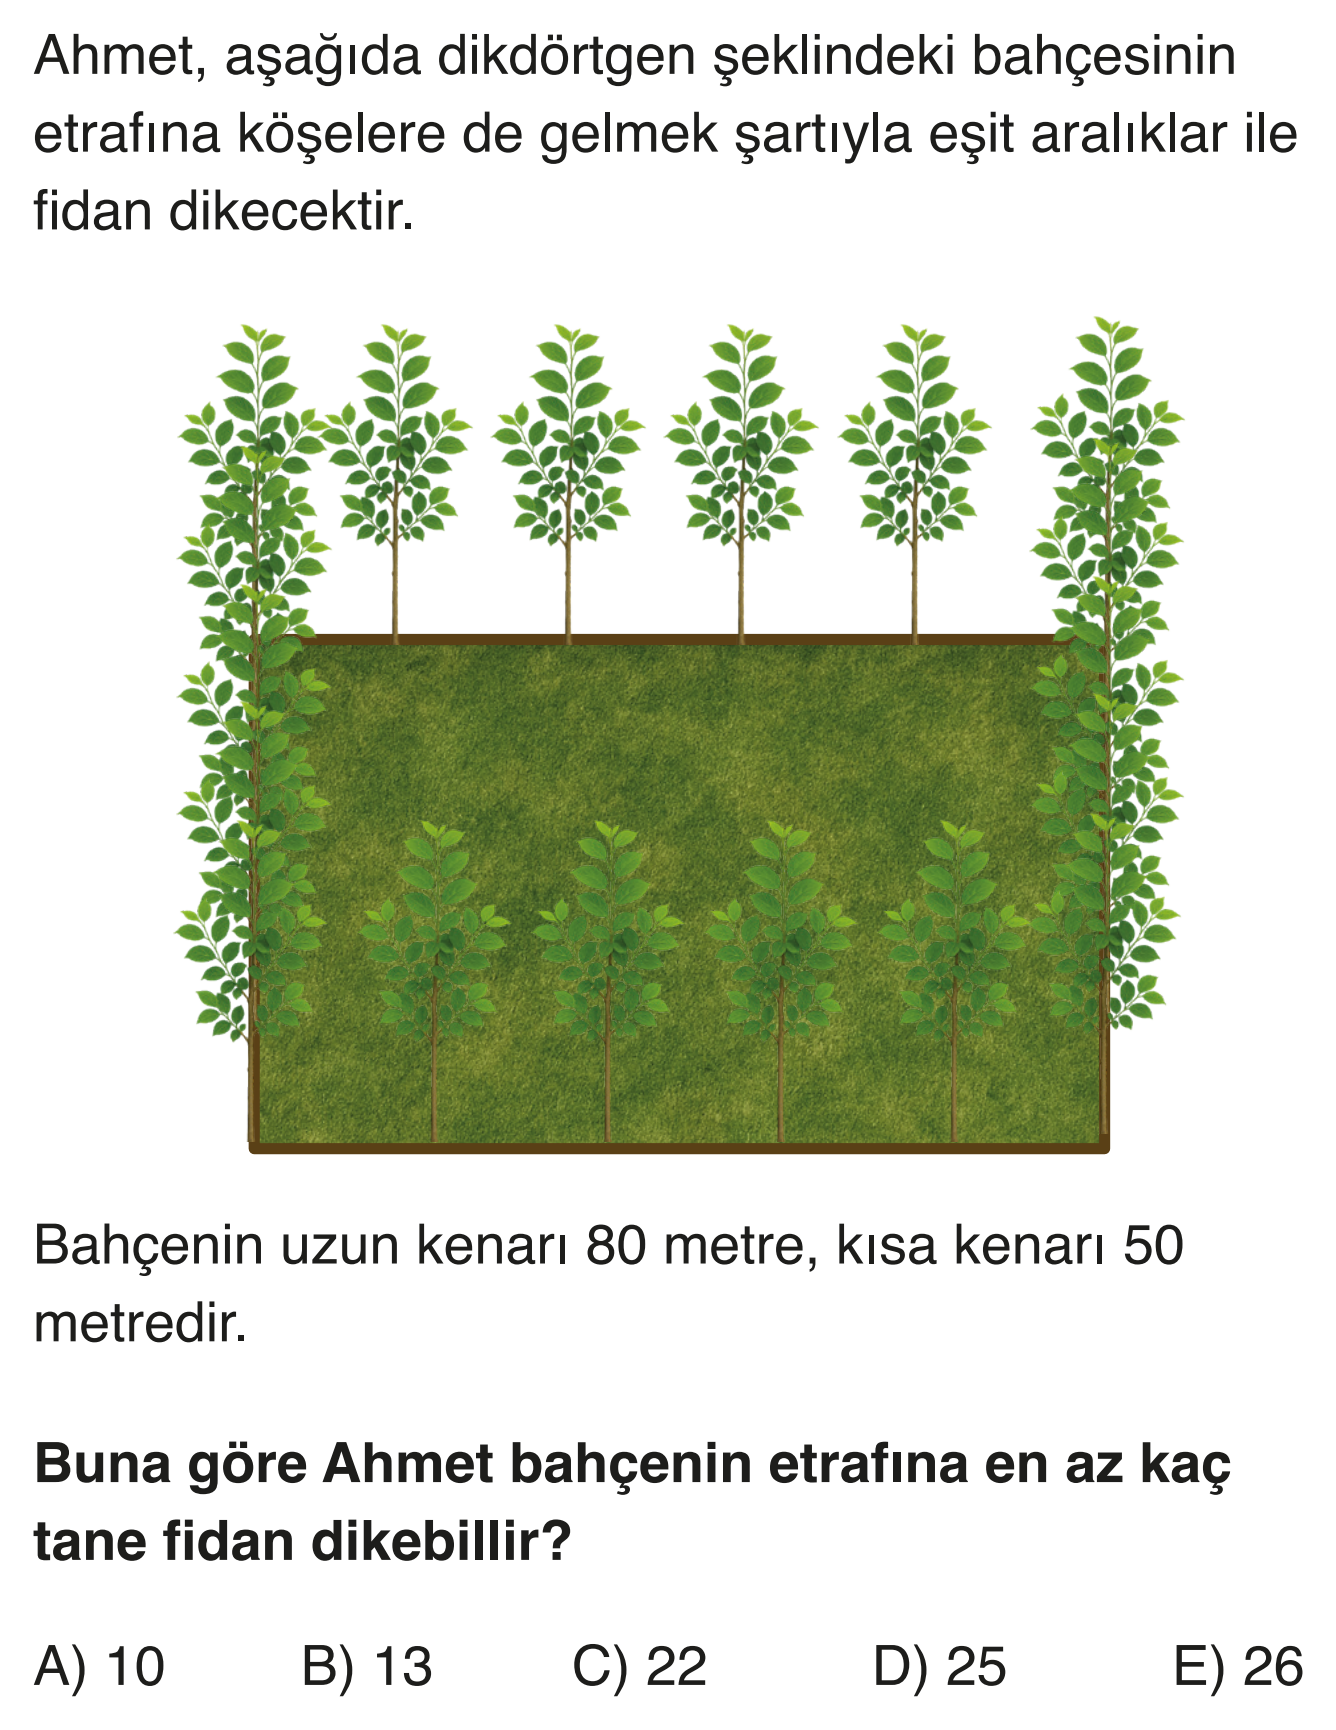 Ahmet, aşağıda dikdörtgen şeklindeki bahçesinin
etrafına köşelere de gelmek şartıyla eşit aralıklar ile
fidan dikecektir.
Bahçenin uzun kenarı 80 metre, kısa kenarı 50
metredir.
Buna göre Ahmet bahçenin etrafına en az kaç
tane fidan dikebillir?
A) 10 B) 13 C) 22 D) 25 E) 26